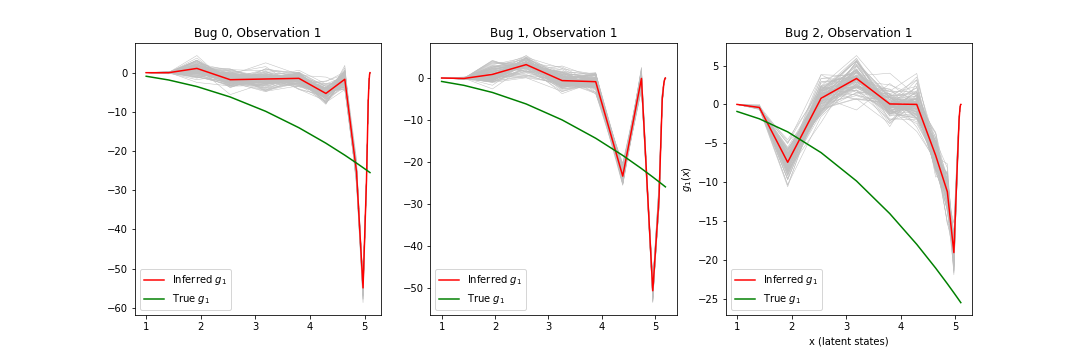 Bug 0, Observation 1
0
−10
−20
−30
−40
−50
−60
1 2 3 4 5
Inferred g₁
True g₁
Bug 1, Observation 1
0
−10
−20
−30
−40
−50
1 2 3 4 5
Inferred g₁
True g₁
Bug 2, Observation 1
g₁(x)
5
0
−5
−10
−15
−20
−25
1 2 3 4 5
x (latent states)
Inferred g₁
True g₁